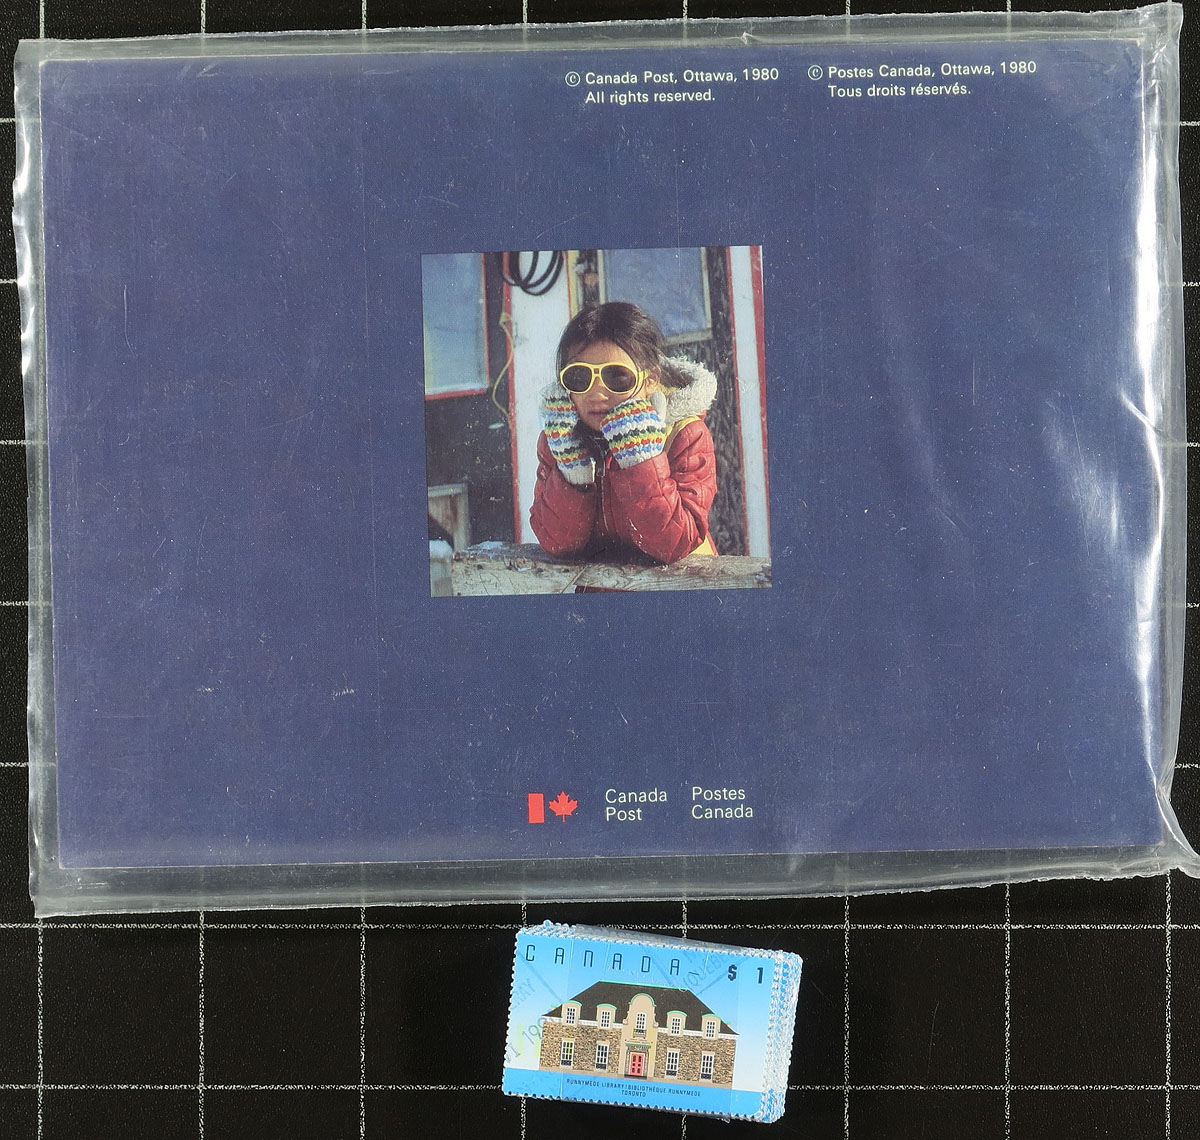 © Canada Post, Ottawa, 1980
All rights reserved.
© Postes Canada, Ottawa, 1980
Tous droits réservés.
Canada
Post
Postes
Canada
CANADA $1
RUNNYMEDE LIBRARY/BIBLIOTHÈQUE RUNNYMEDE
TORONTO